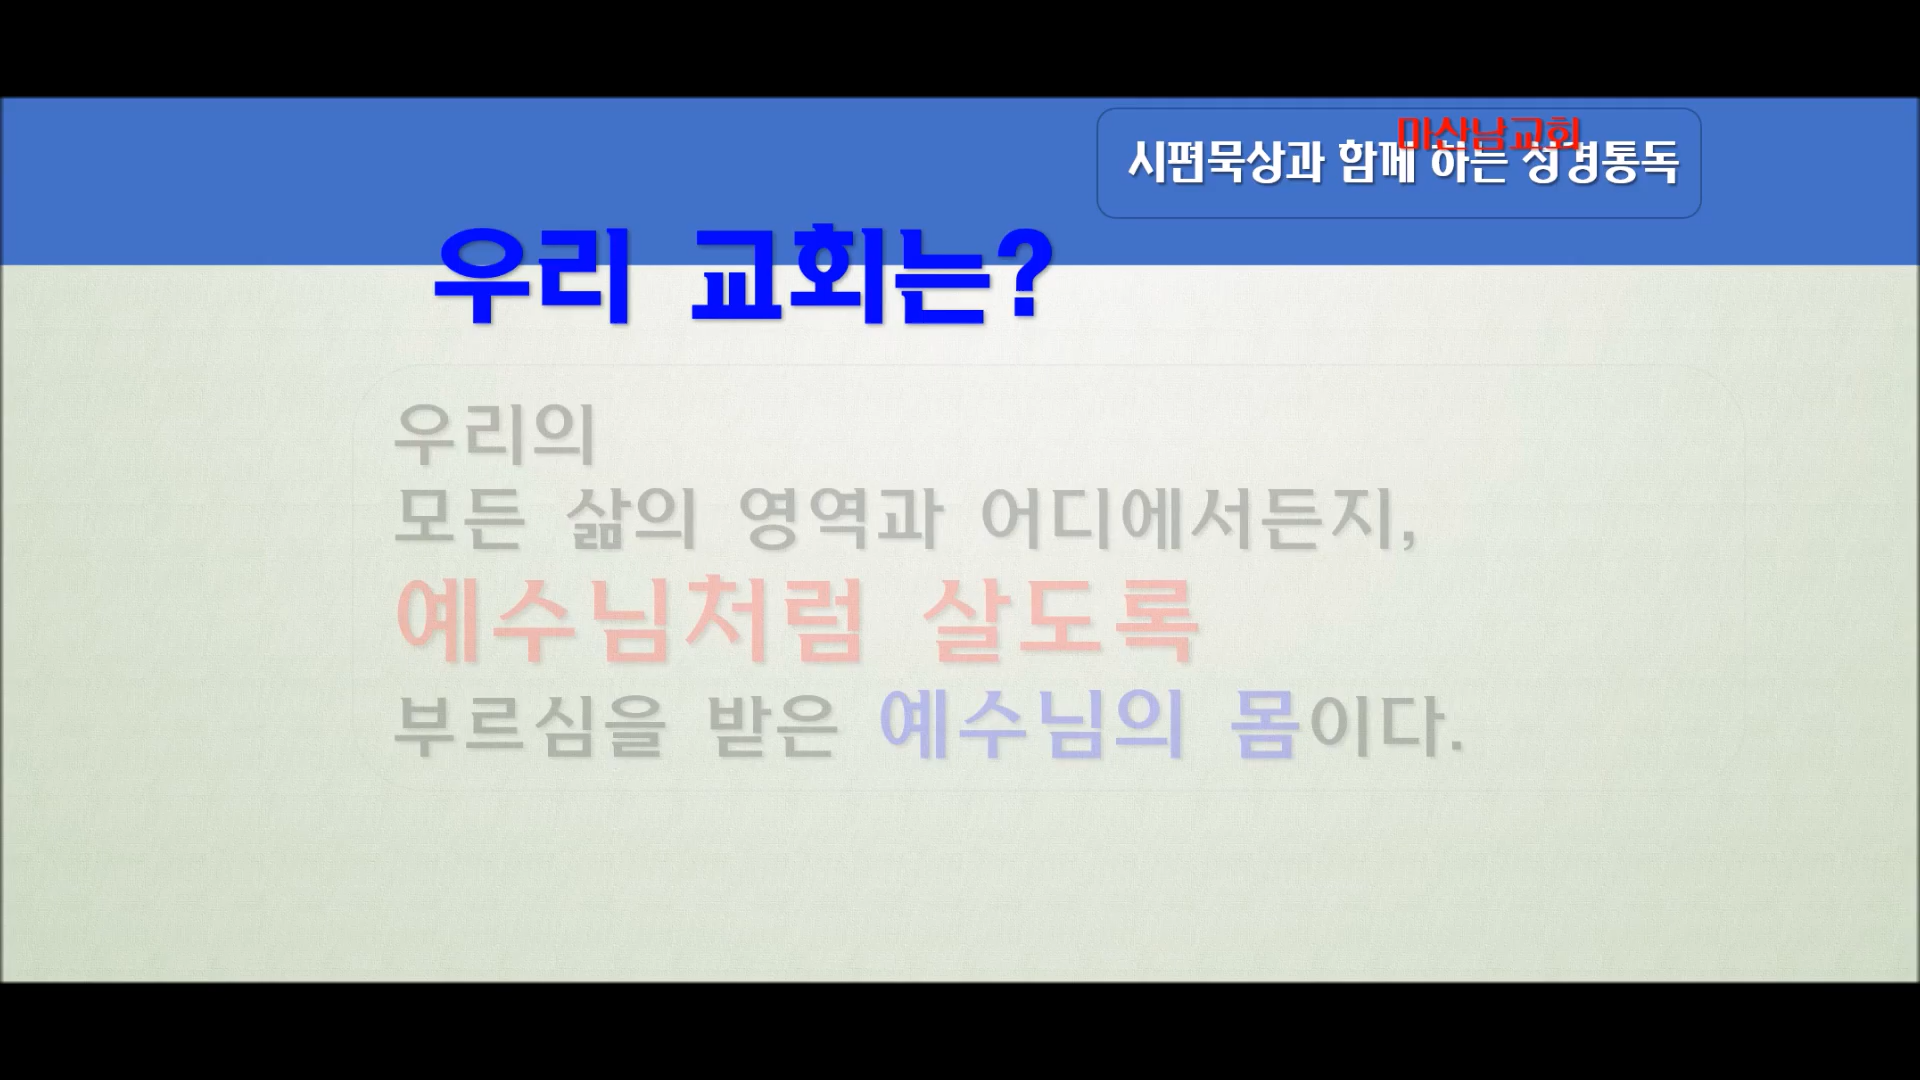 마산남교회
시편묵상과 함께 하는 성경통독
우리 교회는?
우리의
모든 삶의 영역과 어디에서든지,
예수님처럼 살도록
부르심을 받은 예수님의 몸이다.